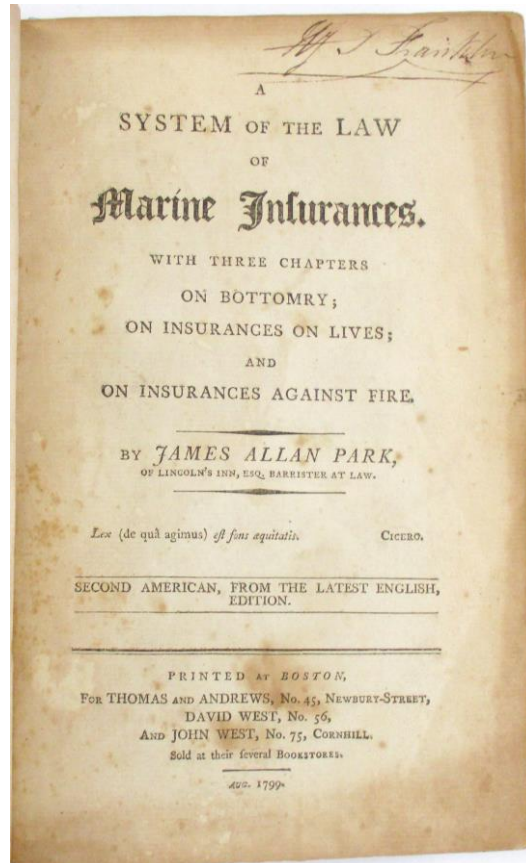 Franklin
A
SYSTEM OF THE LAW
OF
Marine Inſurances.
WITH THREE CHAPTERS
ON BOTTOMRY;
ON INSURANCES ON LIVES;
AND
ON INSURANCES AGAINST FIRE.
BY JAMES ALLAN PARK,
OF LINCOLN'S INN, ESQ. BARRISTER AT LAW.
Lex (de quâ agimus) eſt fons æquitatis. CICERO.
SECOND AMERICAN, FROM THE LATEST ENGLISH,
EDITION.
PRINTED AT BOSTON,
FOR THOMAS AND ANDREWS, No. 45, NEWBURY-STREET,
DAVID WEST, No. 56,
AND JOHN WEST, No. 75, CORNHILL.
Sold at their ſeveral BOOKSTORES.
AUG. 1799.